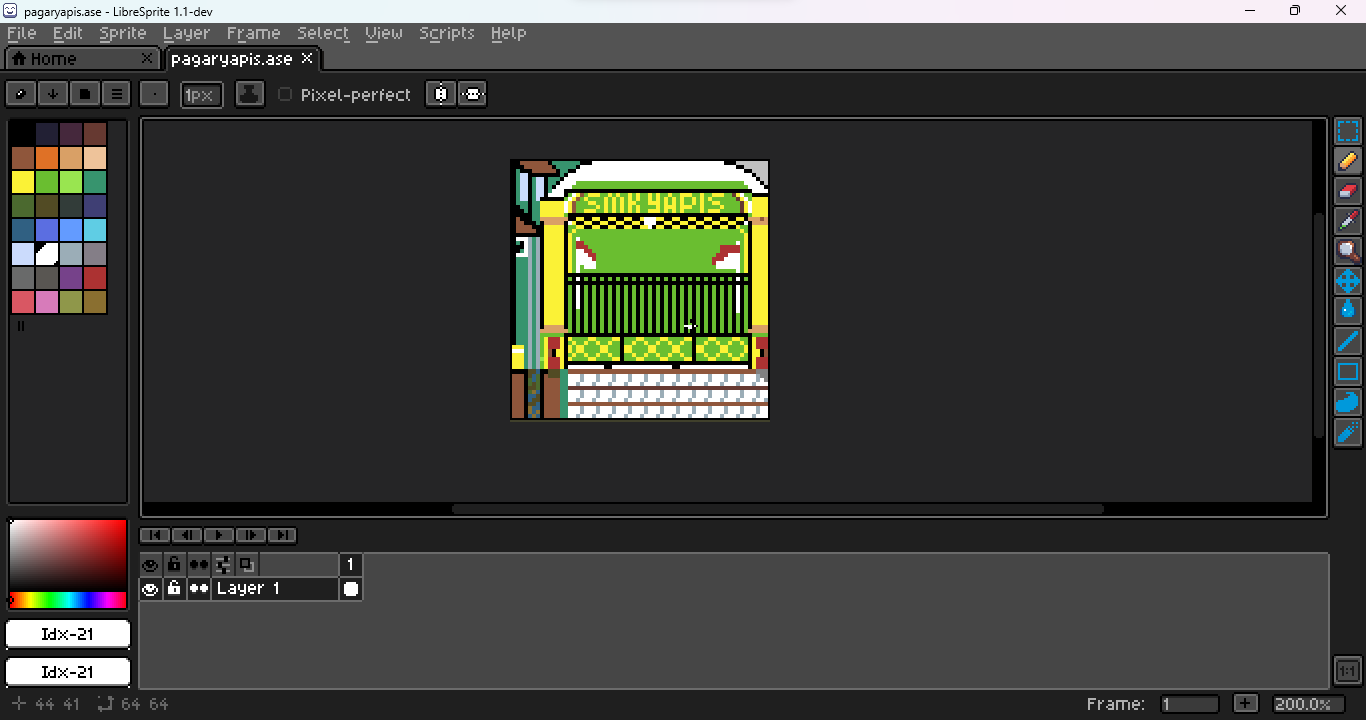 pagaryapis.ase - LibreSprite 1.1-dev
File Edit Sprite Layer Frame Select View Scripts Help
Home pagaryapis.ase
1px Pixel-perfect
SMK YAPIS
1
Layer 1
Idx-21
Idx-21
1:1
44 41 64 64 Frame: 1 200.0%